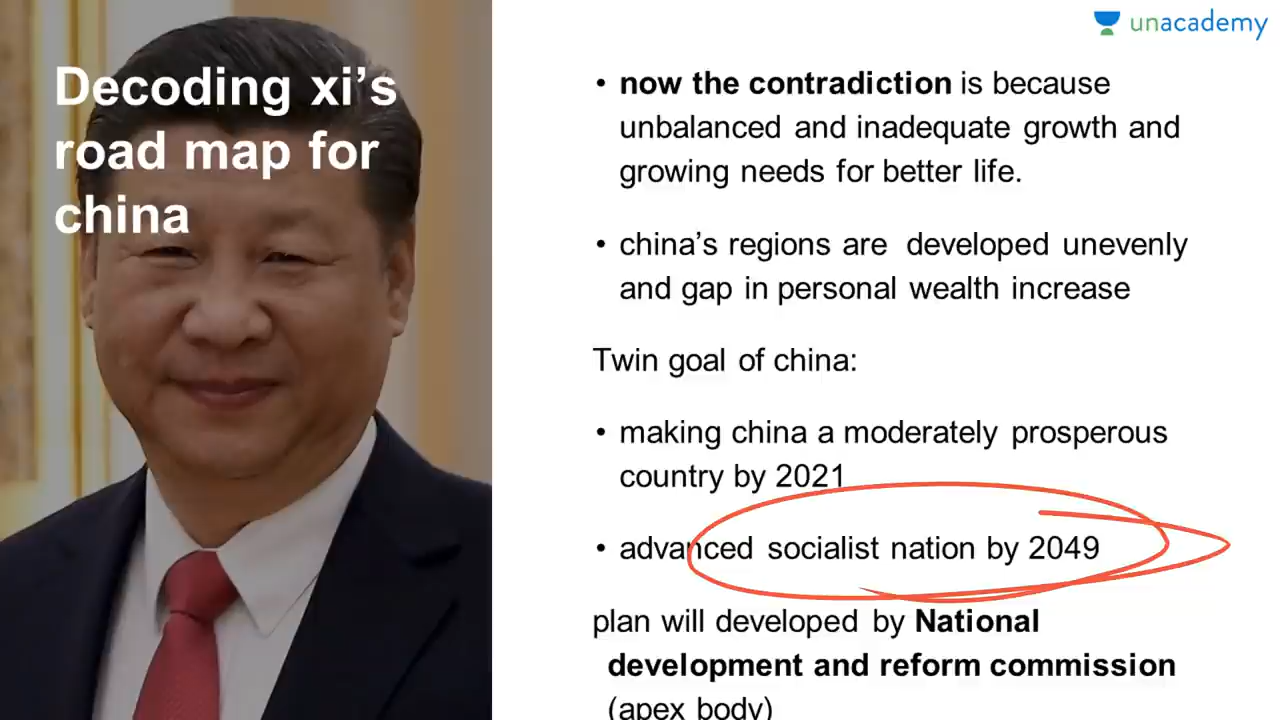 unacademy
Decoding xi’s
road map for
china
• now the contradiction is because
unbalanced and inadequate growth and
growing needs for better life.
• china’s regions are developed unevenly
and gap in personal wealth increase
Twin goal of china:
• making china a moderately prosperous
country by 2021
• advanced socialist nation by 2049
plan will developed by National
development and reform commission
(apex body)